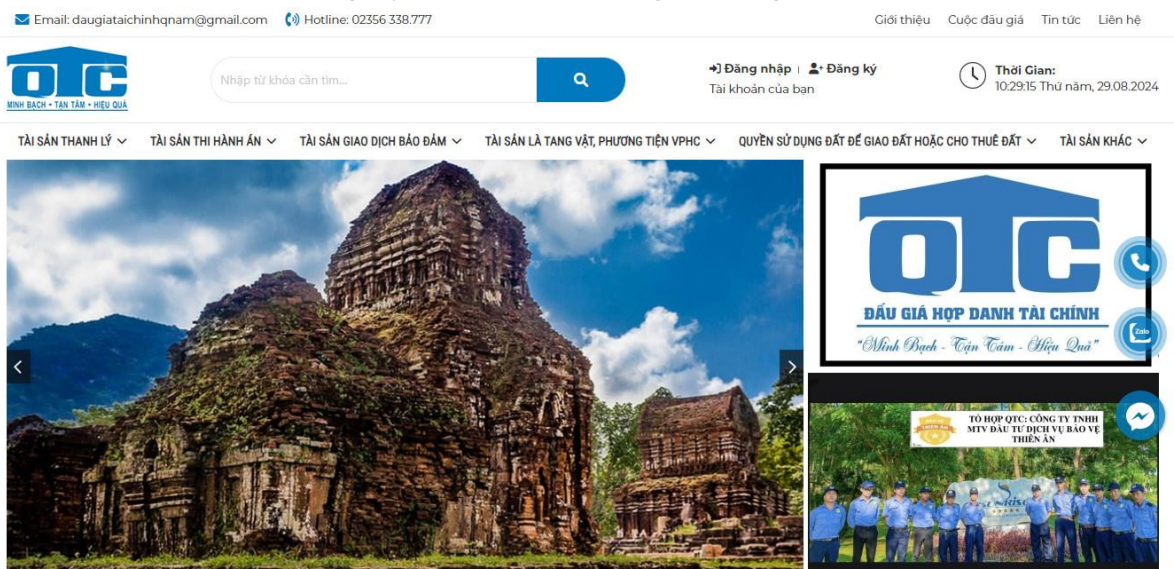 Email: daugiataichinhqnam@gmail.com Hotline: 02356 338.777 Giới thiệu Cuộc đấu giá Tin tức Liên hệ
QTC
MINH BẠCH • TẬN TÂM • HIỆU QUẢ
Nhập từ khóa cần tìm...
Đăng nhập | Đăng ký
Tài khoản của bạn
Thời Gian:
10:29:15 Thứ năm, 29.08.2024
TÀI SẢN THANH LÝ TÀI SẢN THI HÀNH ÁN TÀI SẢN GIAO DỊCH BẢO ĐẢM TÀI SẢN LÀ TANG VẬT, PHƯƠNG TIỆN VPHC QUYỀN SỬ DỤNG ĐẤT ĐỂ GIAO ĐẤT HOẶC CHO THUÊ ĐẤT TÀI SẢN KHÁC
QTC
ĐẤU GIÁ HỢP DANH TÀI CHÍNH
"Minh Bạch - Tận Tâm - Hiệu Quả"
Zalo
TỔ HỢP QTC: CÔNG TY TNHH
MTV ĐẦU TƯ DỊCH VỤ BẢO VỆ
THIÊN ÂN
THIÊN ÂN